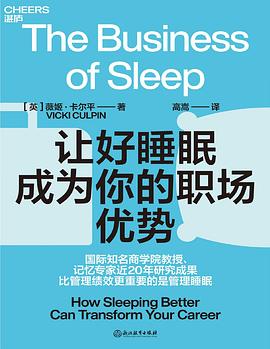 CHEERS
湛庐
The Business
of Sleep
[英] 薇姬·卡尔平——著
VICKI CULPIN
高嵩——译
让好睡眠
成为你的职场
优势
国际知名商学院教授、
记忆专家近20年研究成果
比管理绩效更重要的是管理睡眠
How Sleeping Better
Can Transform Your Career
浙江教育出版社